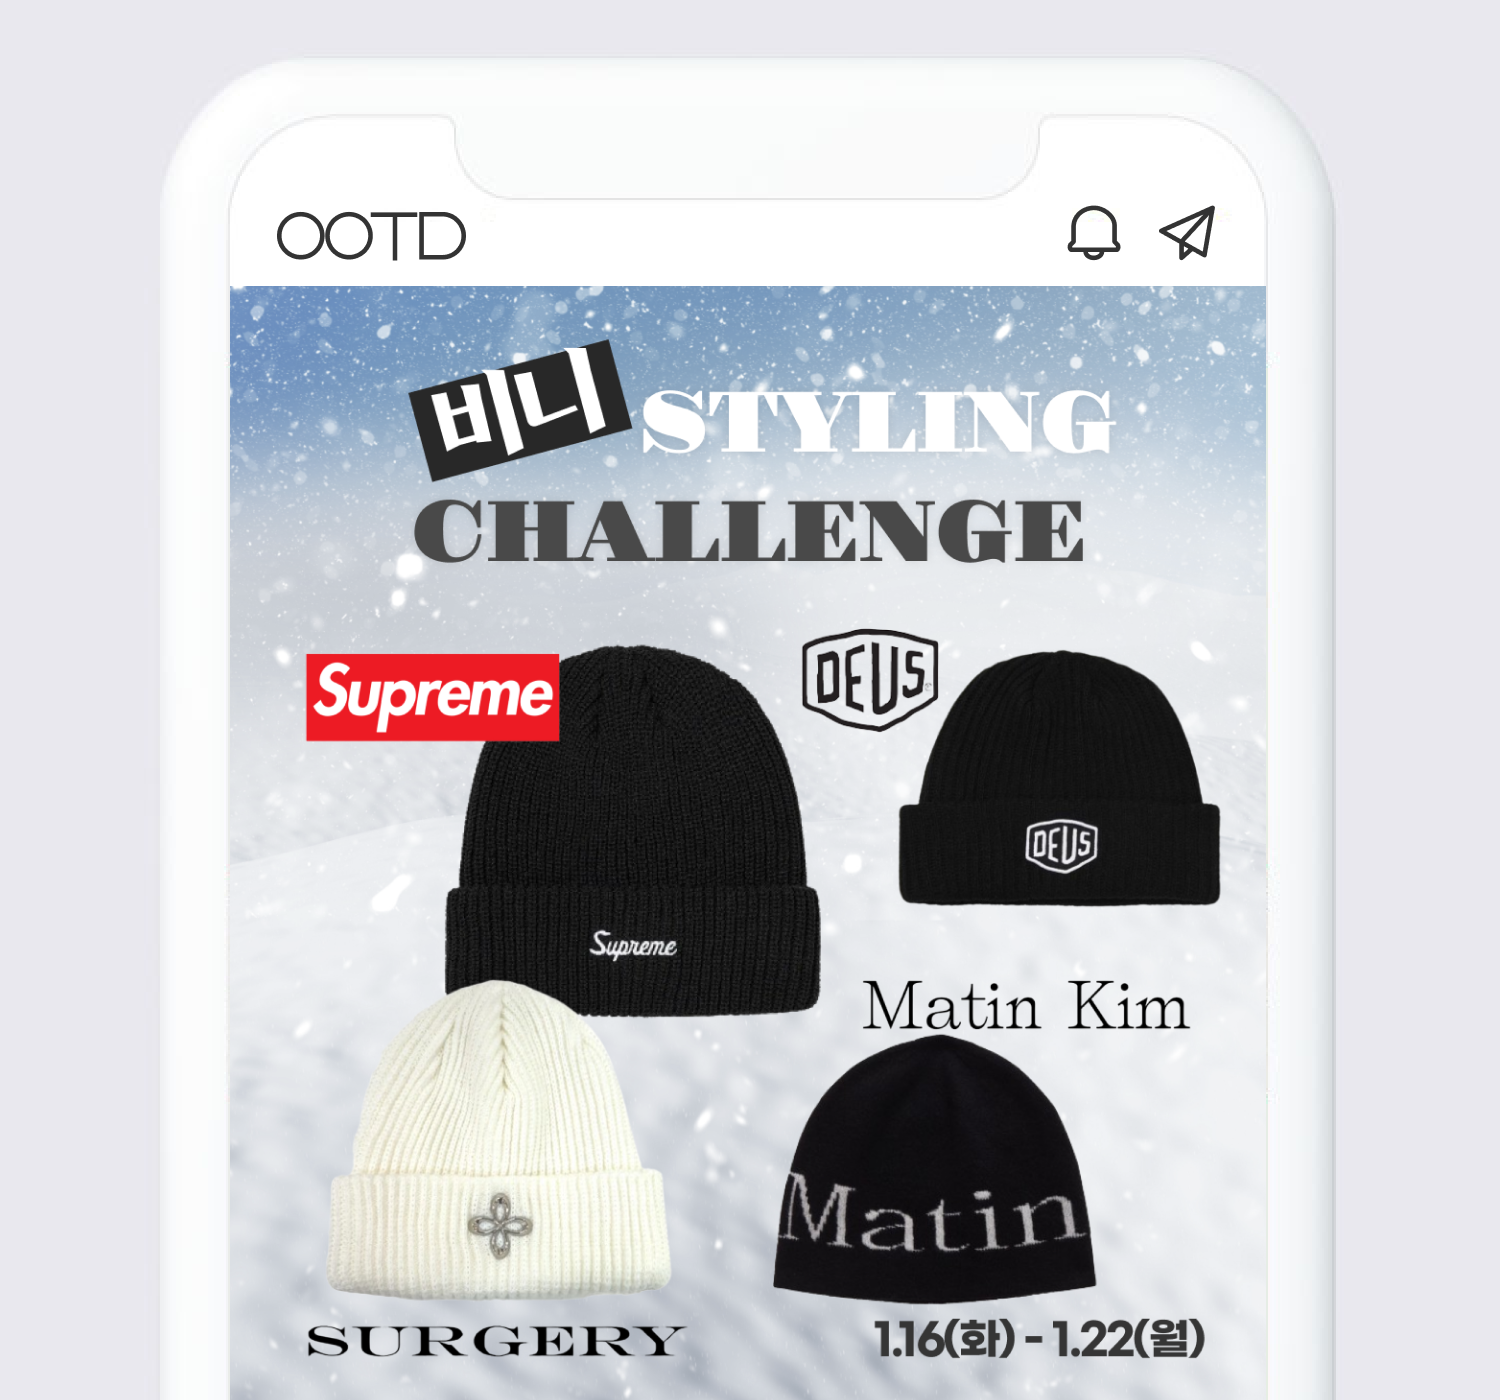 OOTD
비니 STYLING
CHALLENGE
Supreme
DEUS
DEUS
Supreme
Matin Kim
Matin
SURGERY
1.16(화) - 1.22(월)